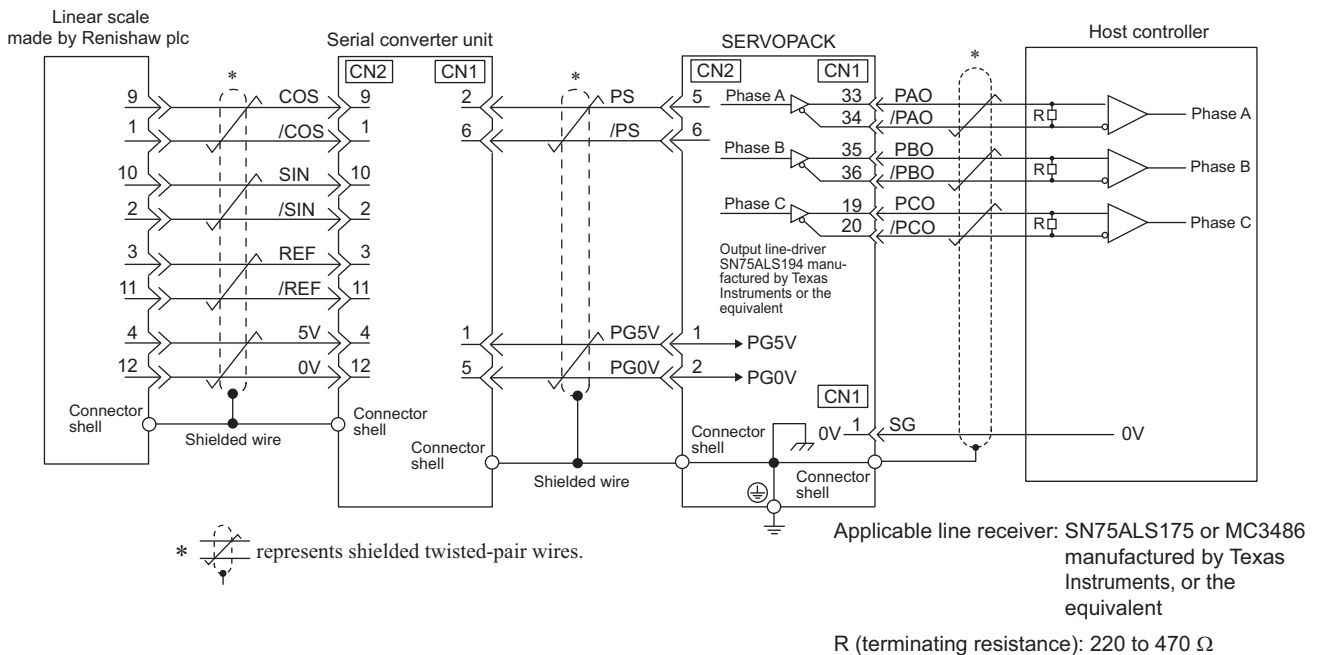 Linear scale
made by Renishaw plc
Serial converter unit
SERVOPACK
Host controller
*
*
*
CN2
CN1
CN2
CN1
9 COS 9
1 /COS 1
10 SIN 10
2 /SIN 2
3 REF 3
11 /REF 11
4 5V 4
12 0V 12
Connector
shell
Shielded wire
Connector
shell
2 PS 5
6 /PS 6
1 PG5V 1
5 PG0V 2
PG5V
PG0V
Connector
shell
Shielded wire
Connector
shell
Phase A 33 PAO R Phase A
34 /PAO
Phase B 35 PBO R Phase B
36 /PBO
Phase C 19 PCO R Phase C
20 /PCO
Output line-driver
SN75ALS194 manu-
factured by Texas
Instruments or the
equivalent
CN1
0V 1 SG 0V
Connector
shell
* represents shielded twisted-pair wires.
Applicable line receiver: SN75ALS175 or MC3486
manufactured by Texas
Instruments, or the
equivalent
R (terminating resistance): 220 to 470 Ω